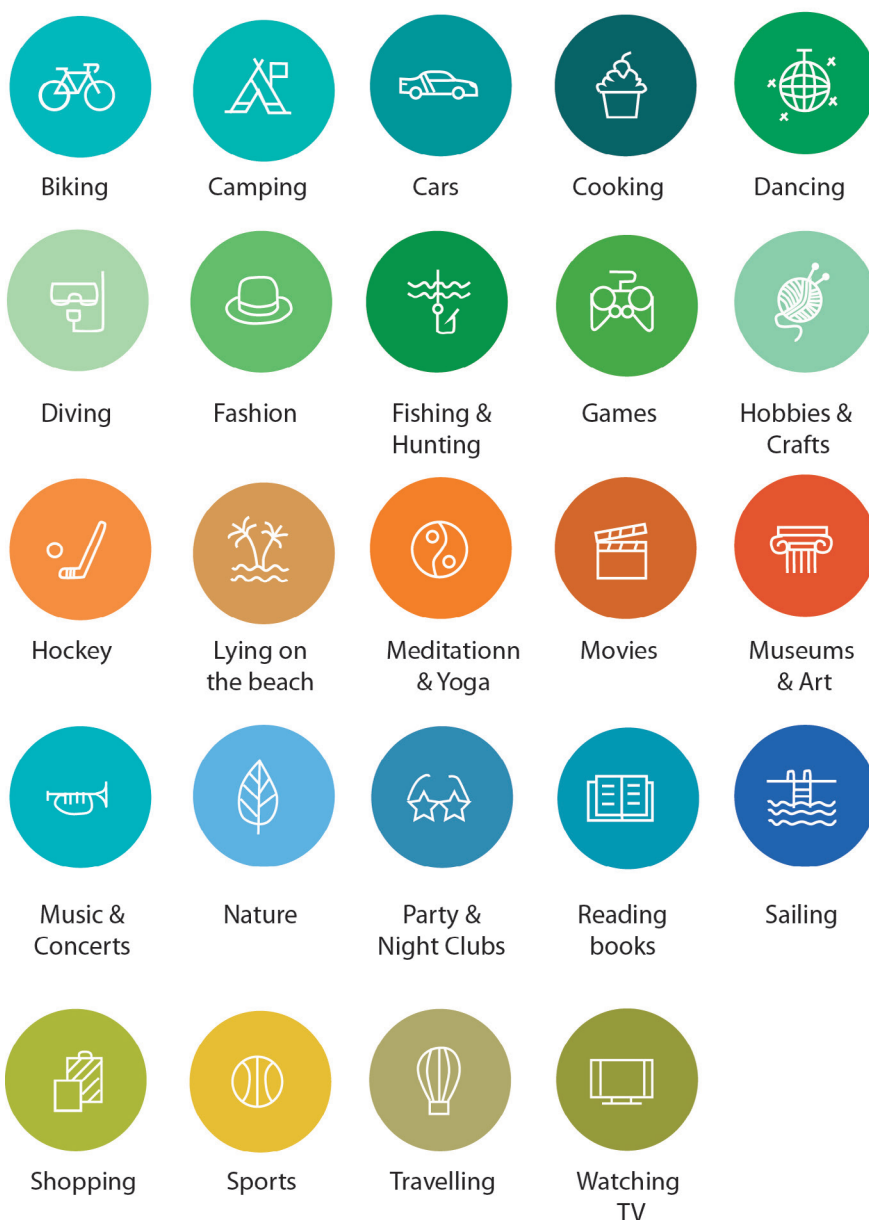 Biking
Camping
Cars
Cooking
Dancing
Diving
Fashion
Fishing &
Hunting
Games
Hobbies &
Crafts
Hockey
Lying on
the beach
Meditationn
& Yoga
Movies
Museums
& Art
Music &
Concerts
Nature
Party &
Night Clubs
Reading
books
Sailing
Shopping
Sports
Travelling
Watching
TV